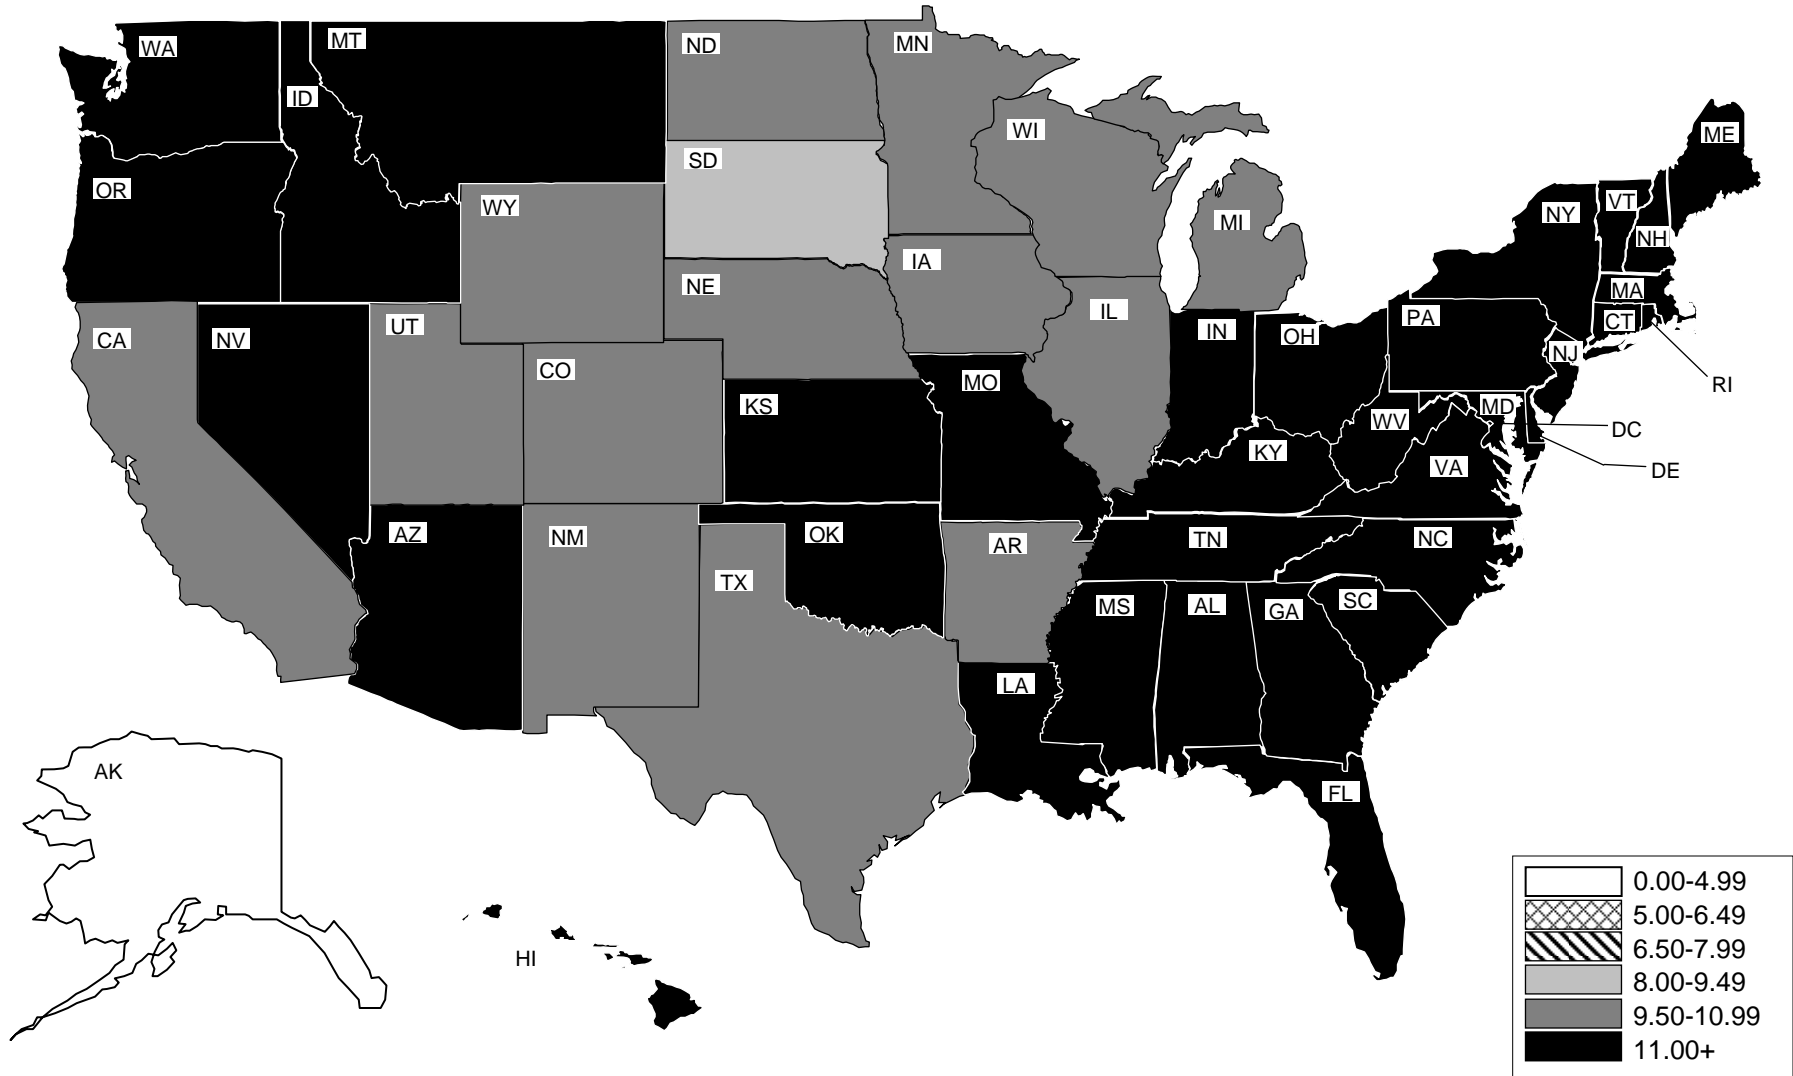 WA
MT
ND
MN
ID
WI
ME
SD
OR
WY
VT
NY
MI
NH
IA
NE
MA
IL
UT
PA
CT
CA
NV
IN
OH
NJ
CO
MO
RI
KS
MD
WV
DC
KY
VA
DE
AZ
NM
OK
AR
TN
NC
TX
MS
AL
GA
SC
LA
AK
FL
HI
0.00-4.99
5.00-6.49
6.50-7.99
8.00-9.49
9.50-10.99
11.00+